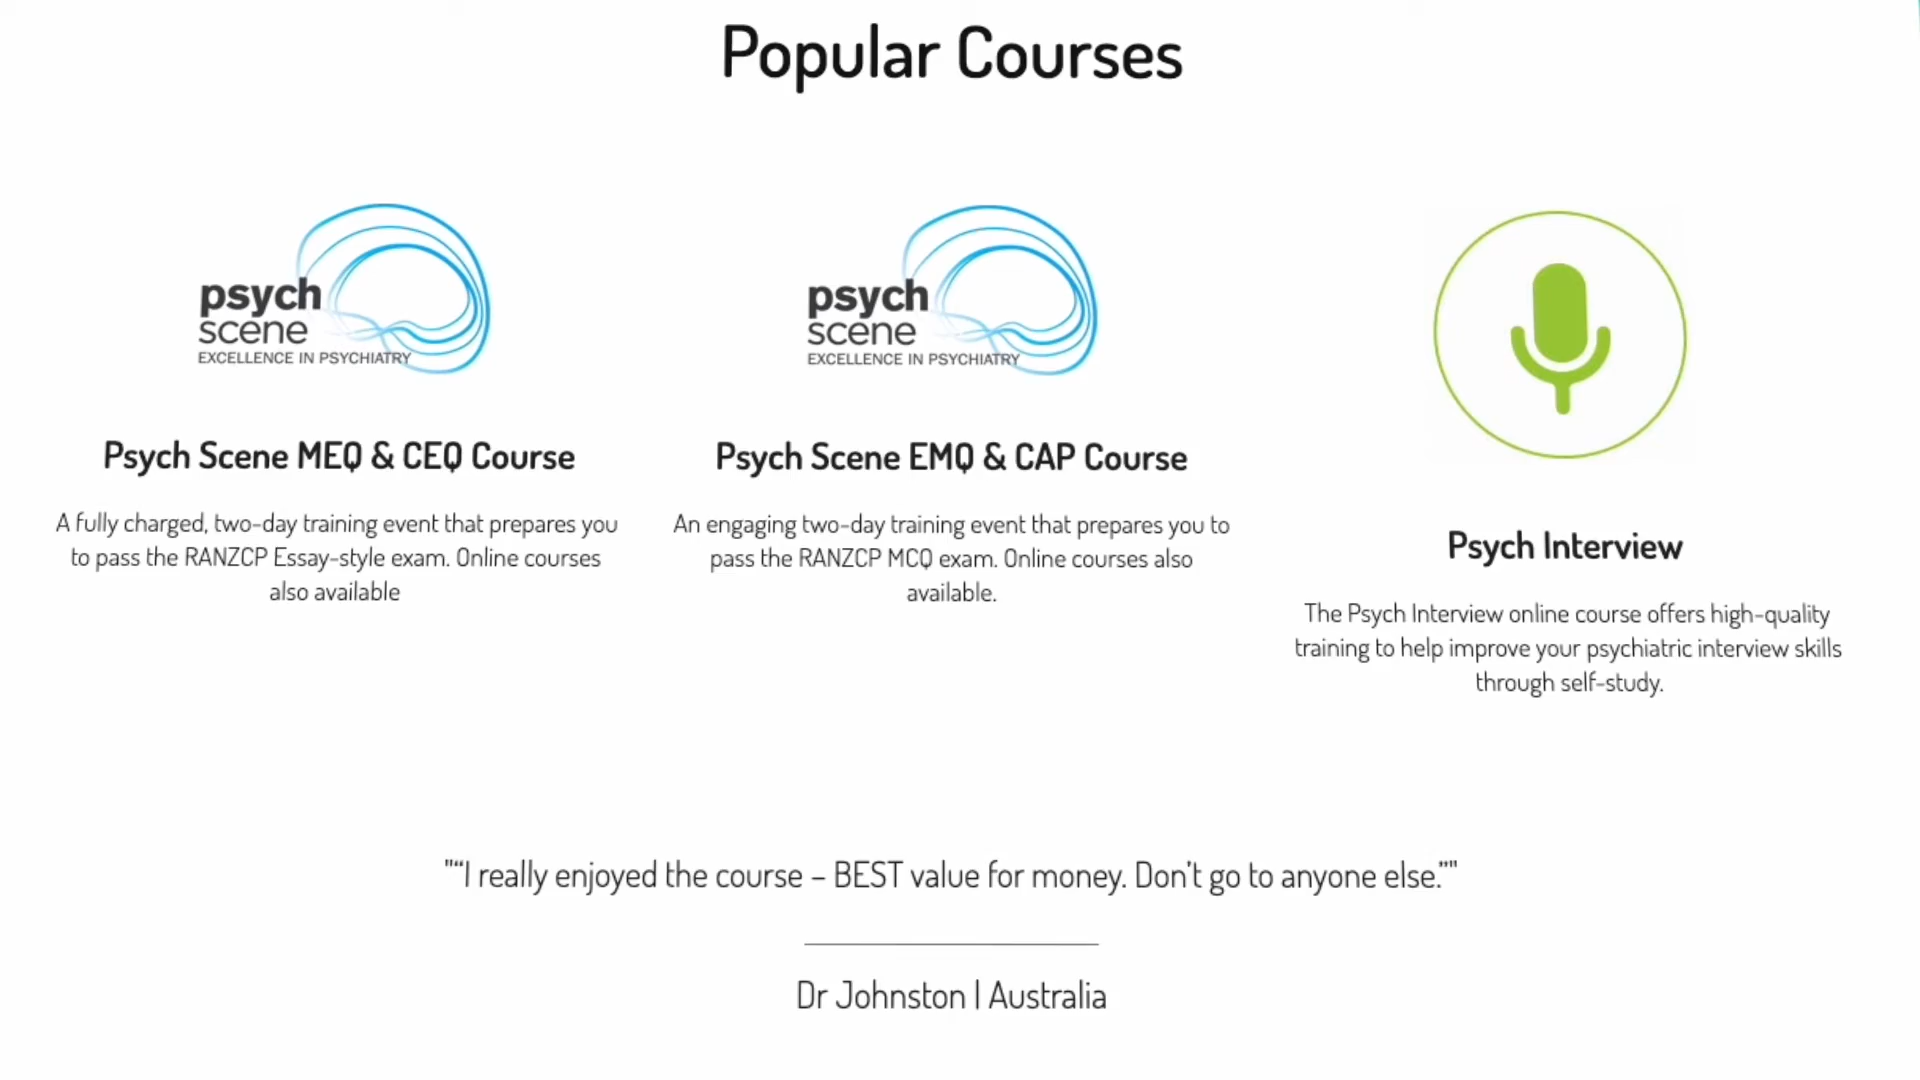 Popular Courses
psych
scene
EXCELLENCE IN PSYCHIATRY
Psych Scene MEQ & CEQ Course
A fully charged, two-day training event that prepares you
to pass the RANZCP Essay-style exam. Online courses
also available
psych
scene
EXCELLENCE IN PSYCHIATRY
Psych Scene EMQ & CAP Course
An engaging two-day training event that prepares you to
pass the RANZCP MCQ exam. Online courses also
available.
Psych Interview
The Psych Interview online course offers high-quality
training to help improve your psychiatric interview skills
through self-study.
"“I really enjoyed the course – BEST value for money. Don’t go to anyone else.”"
Dr Johnston | Australia